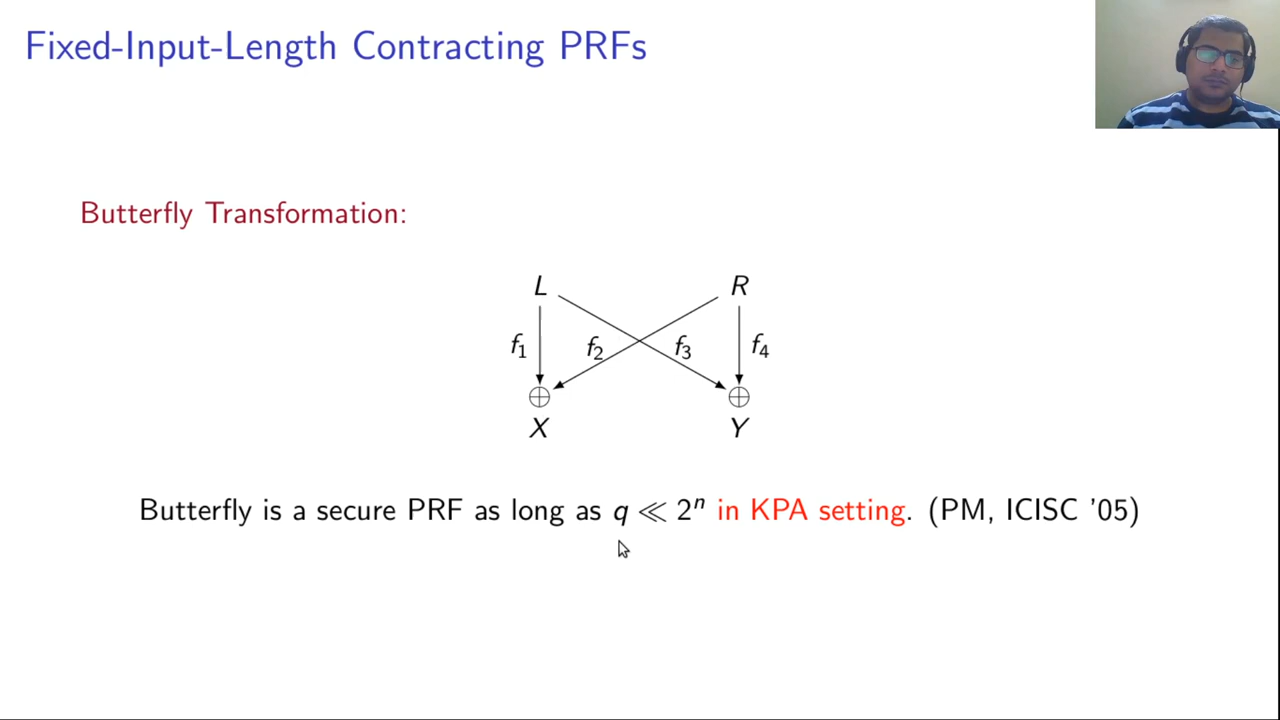 Fixed-Input-Length Contracting PRFs
Butterfly Transformation:
L R
f₁ f₂ f₃ f₄
⊕ ⊕
X Y
Butterfly is a secure PRF as long as q ≪ 2ⁿ in KPA setting. (PM, ICISC '05)